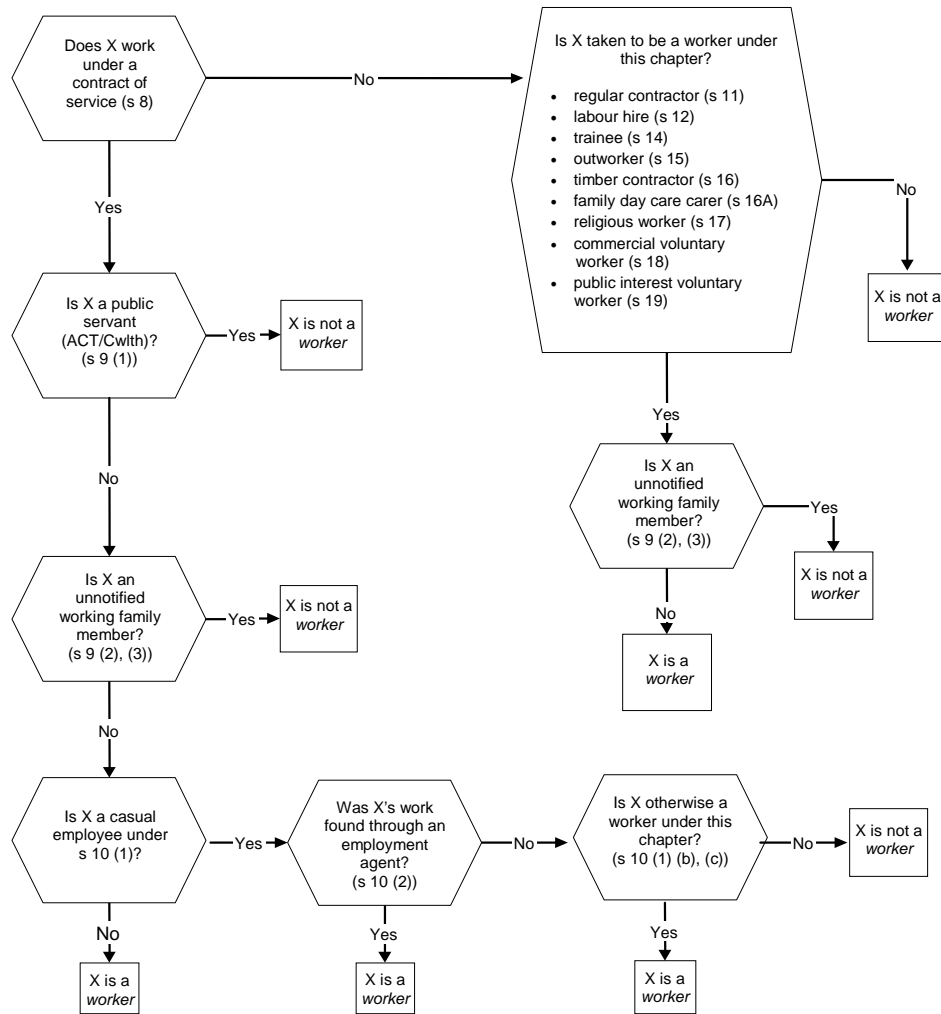 Does X work
under a
contract of
service (s 8)
No
Is X taken to be a worker under
this chapter?
• regular contractor (s 11)
• labour hire (s 12)
• trainee (s 14)
• outworker (s 15)
• timber contractor (s 16)
• family day care carer (s 16A)
• religious worker (s 17)
• commercial voluntary
worker (s 18)
• public interest voluntary
worker (s 19)
No
X is not a
worker
Yes
Is X a public
servant
(ACT/Cwlth)?
(s 9 (1))
Yes
X is not a
worker
Yes
Is X an
unnotified
working family
member?
(s 9 (2), (3))
Yes
X is not a
worker
No
X is a
worker
No
Is X an
unnotified
working family
member?
(s 9 (2), (3))
Yes
X is not a
worker
No
Is X a casual
employee under
s 10 (1)?
Yes
Was X's work
found through an
employment
agent?
(s 10 (2))
No
Is X otherwise a
worker under this
chapter?
(s 10 (1) (b), (c))
No
X is not a
worker
No
X is a
worker
Yes
X is a
worker
Yes
X is a
worker